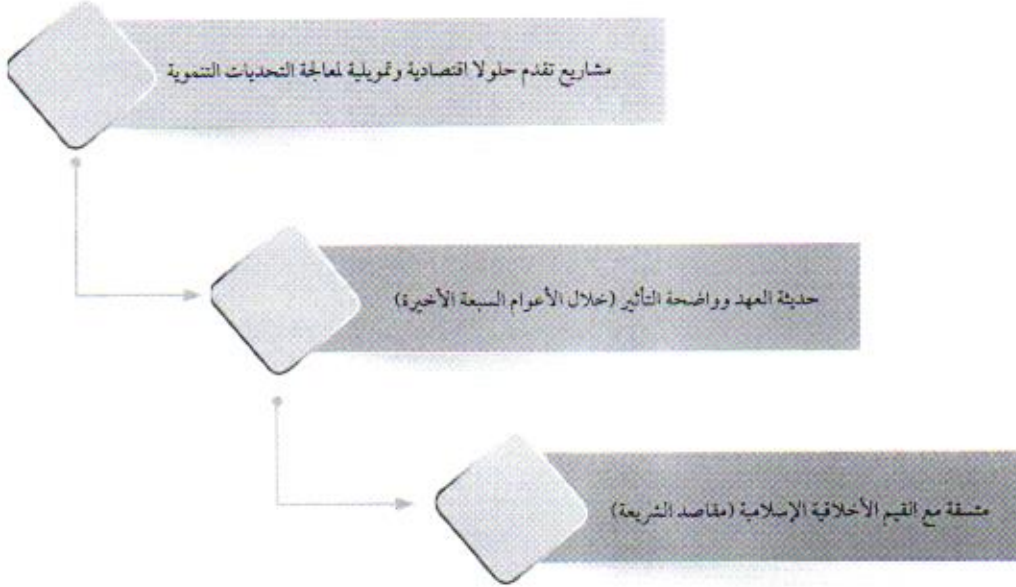 مشاريع تقدم حلولا اقتصادية وتمويلية لمعالجة التحديات التنموية
حديثة العهد وواضحة التأثير (خلال الأعوام السبعة الأخيرة)
متسقة مع القيم الأخلاقية الإسلامية (مقاصد الشريعة)